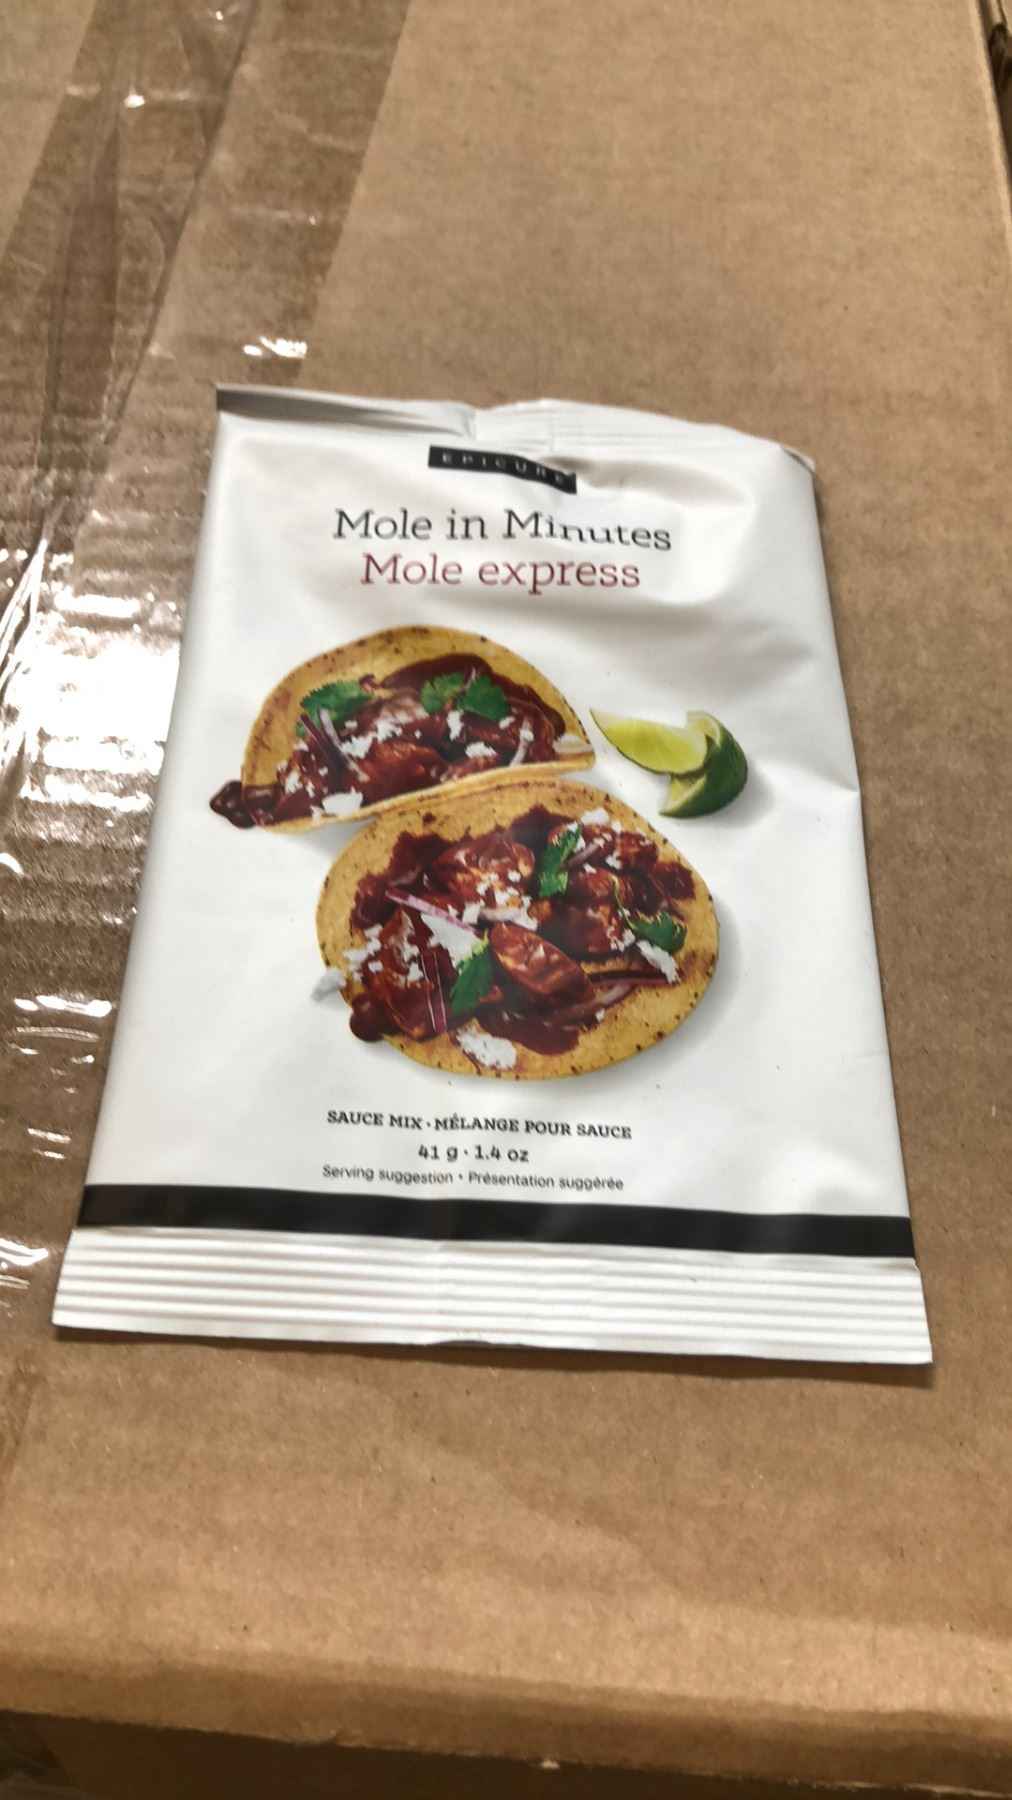 EPICURE
Mole in Minutes
Mole express
SAUCE MIX · MÉLANGE POUR SAUCE
41 g · 1.4 oz
Serving suggestion • Présentation suggérée